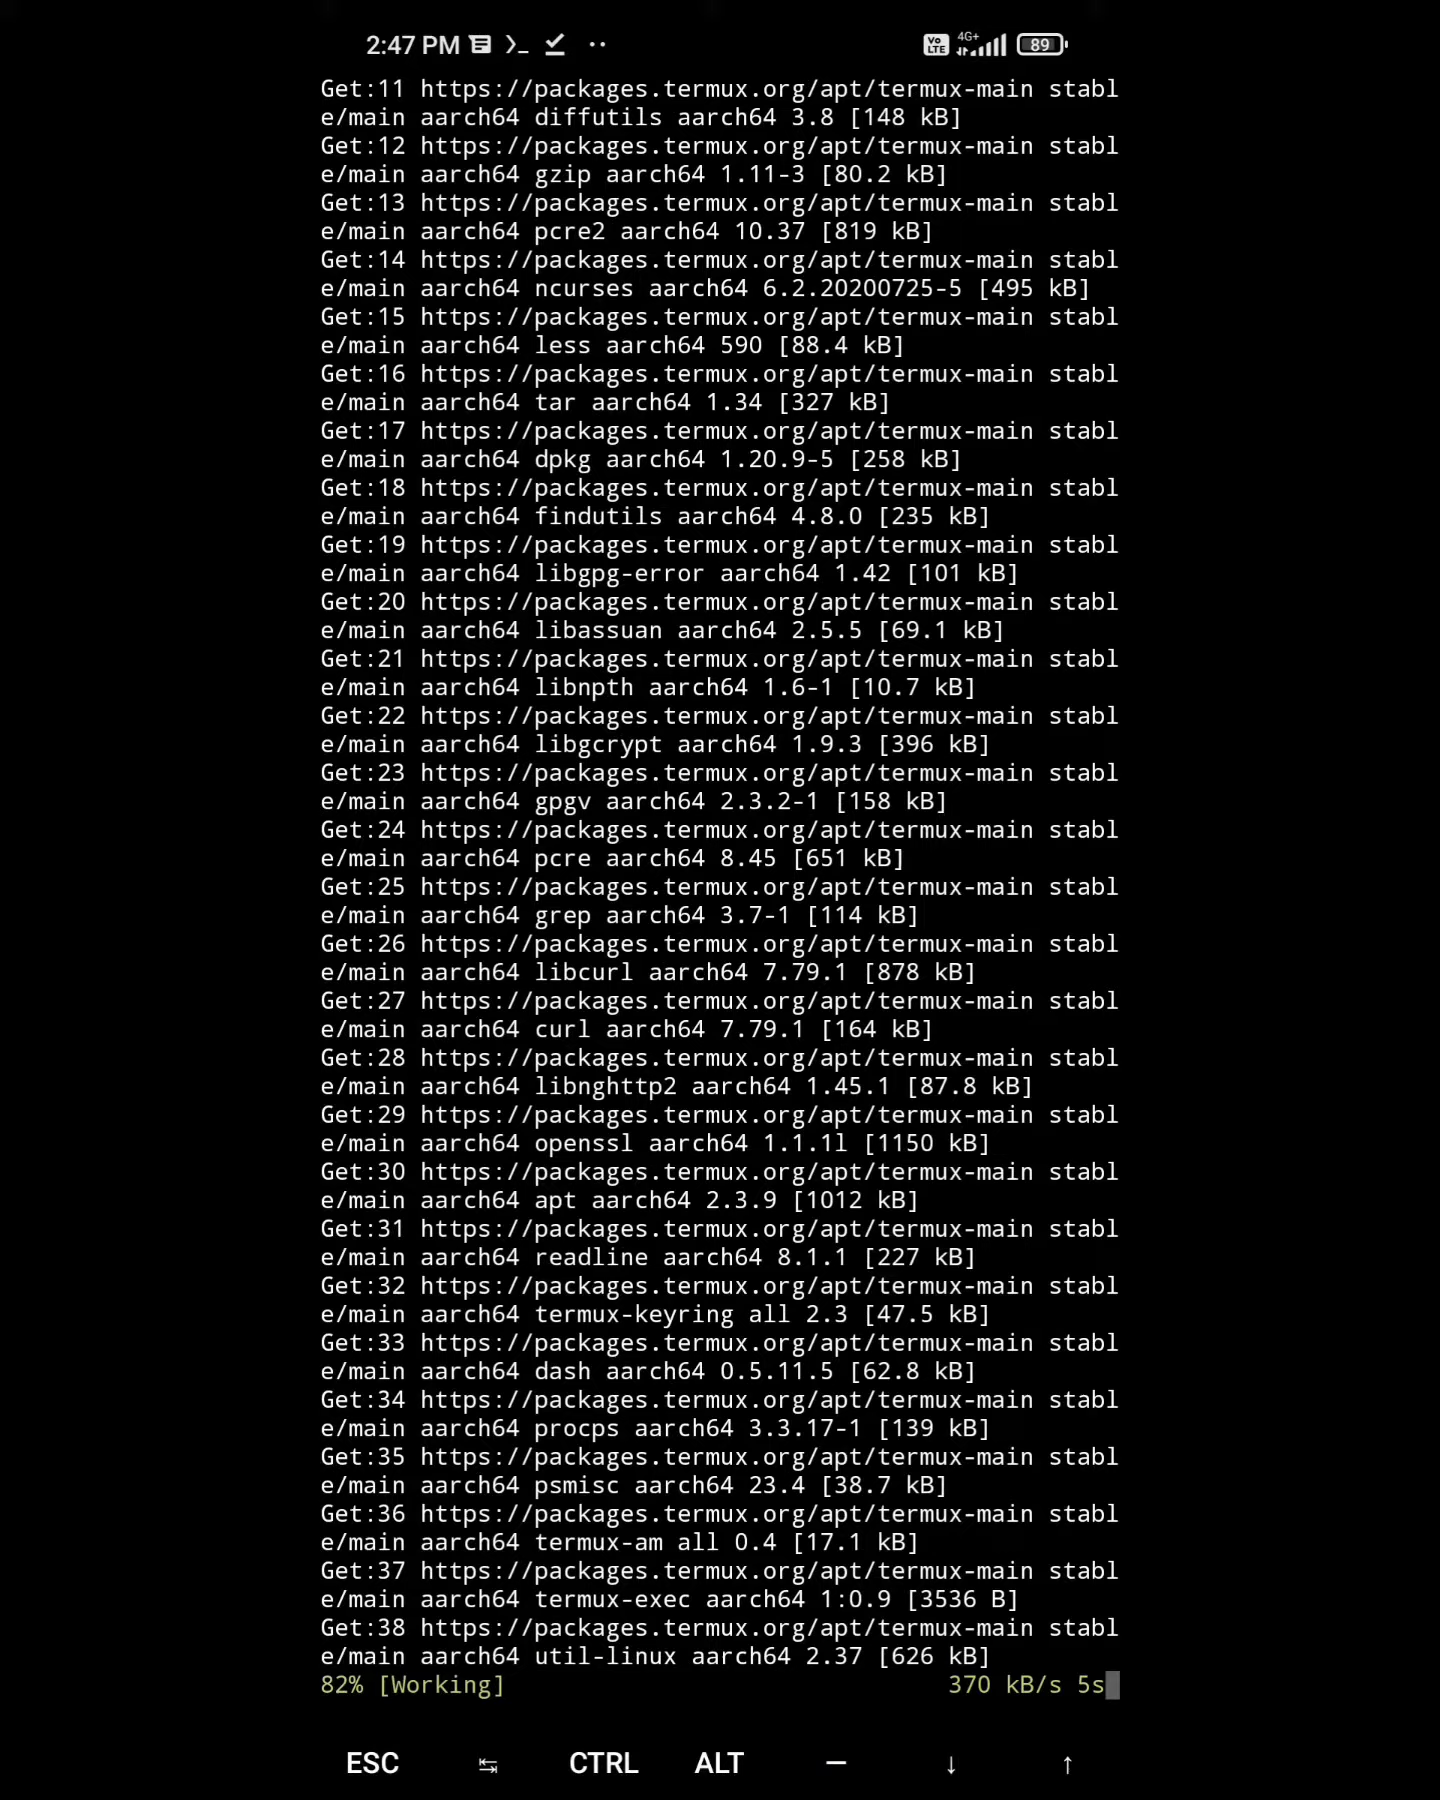 2:47 PM
Vo LTE 4G+ 89
Get:11 https://packages.termux.org/apt/termux-main stabl
e/main aarch64 diffutils aarch64 3.8 [148 kB]
Get:12 https://packages.termux.org/apt/termux-main stabl
e/main aarch64 gzip aarch64 1.11-3 [80.2 kB]
Get:13 https://packages.termux.org/apt/termux-main stabl
e/main aarch64 pcre2 aarch64 10.37 [819 kB]
Get:14 https://packages.termux.org/apt/termux-main stabl
e/main aarch64 ncurses aarch64 6.2.20200725-5 [495 kB]
Get:15 https://packages.termux.org/apt/termux-main stabl
e/main aarch64 less aarch64 590 [88.4 kB]
Get:16 https://packages.termux.org/apt/termux-main stabl
e/main aarch64 tar aarch64 1.34 [327 kB]
Get:17 https://packages.termux.org/apt/termux-main stabl
e/main aarch64 dpkg aarch64 1.20.9-5 [258 kB]
Get:18 https://packages.termux.org/apt/termux-main stabl
e/main aarch64 findutils aarch64 4.8.0 [235 kB]
Get:19 https://packages.termux.org/apt/termux-main stabl
e/main aarch64 libgpg-error aarch64 1.42 [101 kB]
Get:20 https://packages.termux.org/apt/termux-main stabl
e/main aarch64 libassuan aarch64 2.5.5 [69.1 kB]
Get:21 https://packages.termux.org/apt/termux-main stabl
e/main aarch64 libnpth aarch64 1.6-1 [10.7 kB]
Get:22 https://packages.termux.org/apt/termux-main stabl
e/main aarch64 libgcrypt aarch64 1.9.3 [396 kB]
Get:23 https://packages.termux.org/apt/termux-main stabl
e/main aarch64 gpgv aarch64 2.3.2-1 [158 kB]
Get:24 https://packages.termux.org/apt/termux-main stabl
e/main aarch64 pcre aarch64 8.45 [651 kB]
Get:25 https://packages.termux.org/apt/termux-main stabl
e/main aarch64 grep aarch64 3.7-1 [114 kB]
Get:26 https://packages.termux.org/apt/termux-main stabl
e/main aarch64 libcurl aarch64 7.79.1 [878 kB]
Get:27 https://packages.termux.org/apt/termux-main stabl
e/main aarch64 curl aarch64 7.79.1 [164 kB]
Get:28 https://packages.termux.org/apt/termux-main stabl
e/main aarch64 libnghttp2 aarch64 1.45.1 [87.8 kB]
Get:29 https://packages.termux.org/apt/termux-main stabl
e/main aarch64 openssl aarch64 1.1.1l [1150 kB]
Get:30 https://packages.termux.org/apt/termux-main stabl
e/main aarch64 apt aarch64 2.3.9 [1012 kB]
Get:31 https://packages.termux.org/apt/termux-main stabl
e/main aarch64 readline aarch64 8.1.1 [227 kB]
Get:32 https://packages.termux.org/apt/termux-main stabl
e/main aarch64 termux-keyring all 2.3 [47.5 kB]
Get:33 https://packages.termux.org/apt/termux-main stabl
e/main aarch64 dash aarch64 0.5.11.5 [62.8 kB]
Get:34 https://packages.termux.org/apt/termux-main stabl
e/main aarch64 procps aarch64 3.3.17-1 [139 kB]
Get:35 https://packages.termux.org/apt/termux-main stabl
e/main aarch64 psmisc aarch64 23.4 [38.7 kB]
Get:36 https://packages.termux.org/apt/termux-main stabl
e/main aarch64 termux-am all 0.4 [17.1 kB]
Get:37 https://packages.termux.org/apt/termux-main stabl
e/main aarch64 termux-exec aarch64 1:0.9 [3536 B]
Get:38 https://packages.termux.org/apt/termux-main stabl
e/main aarch64 util-linux aarch64 2.37 [626 kB]
82% [Working] 370 kB/s 5s
ESC ↹ CTRL ALT — ↓ ↑